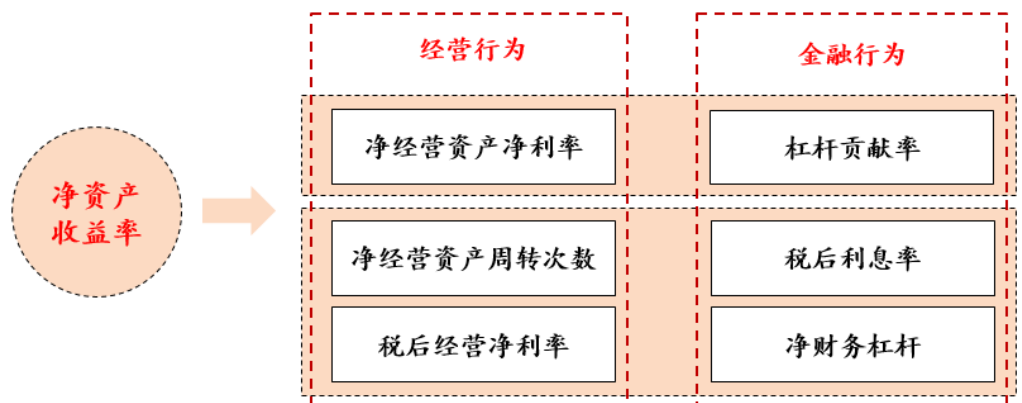 经营行为
金融行为
净经营资产净利率
杠杆贡献率
净资产
收益率
净经营资产周转次数
税后利息率
税后经营净利率
净财务杠杆